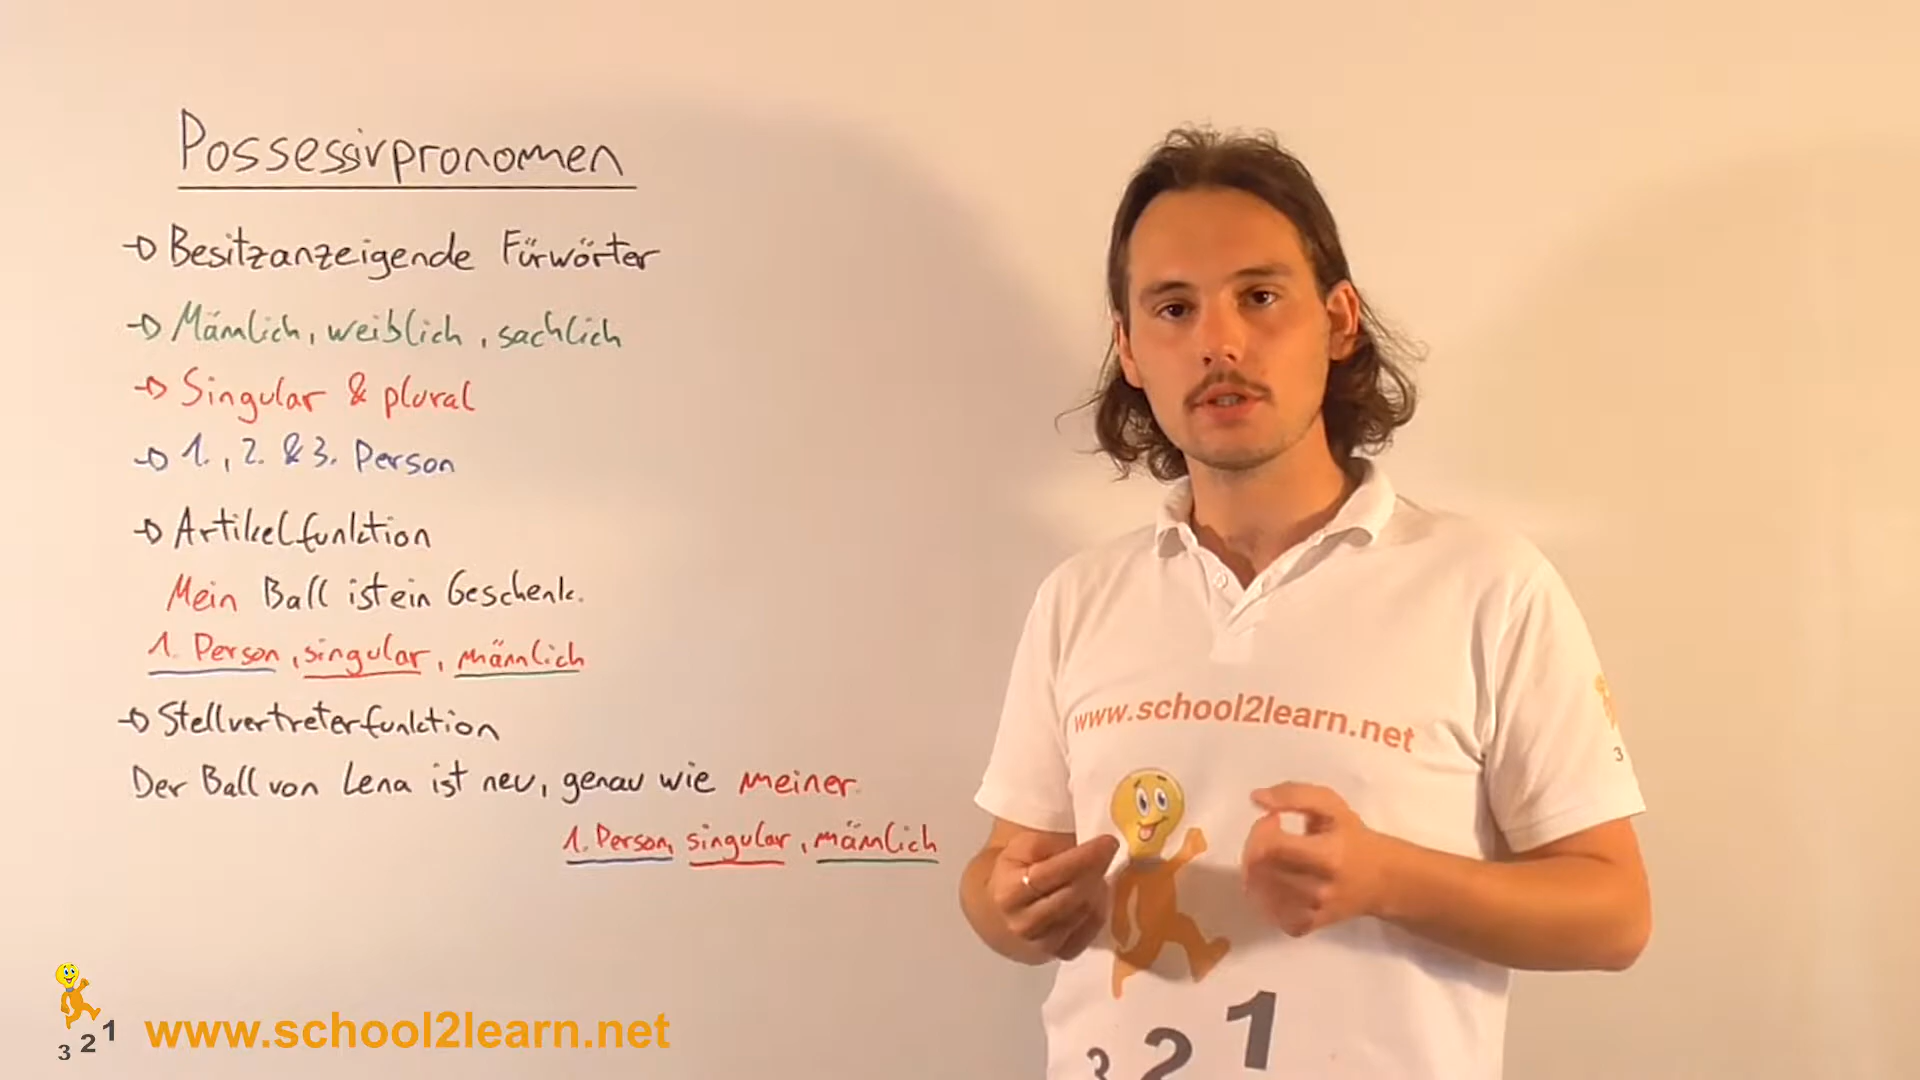 Possessivpronomen
→ Besitzanzeigende Fürwörter
→ Männlich, weiblich, sachlich
→ Singular & plural
→ 1., 2. & 3. Person
→ Artikelfunktion
Mein Ball ist ein Geschenk.
1. Person, singular, männlich
→ Stellvertreterfunktion
Der Ball von Lena ist neu, genau wie meiner.
1. Person, singular, männlich
www.school2learn.net
3
3 2 1
3 2 1
www.school2learn.net